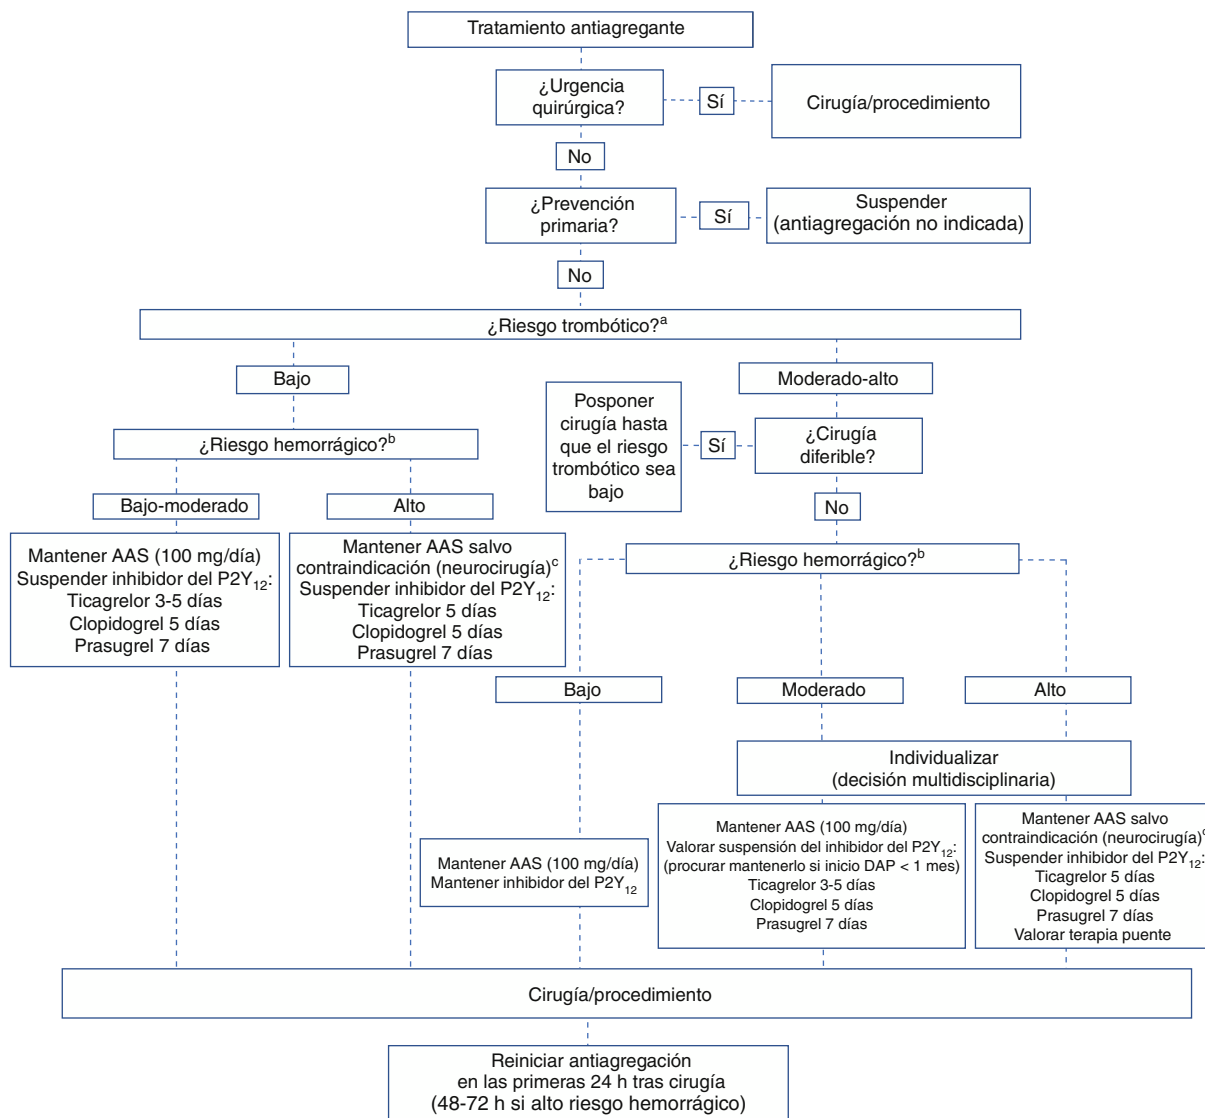 Tratamiento antiagregante
¿Urgencia
quirúrgica?
Sí
Cirugía/procedimiento
No
¿Prevención
primaria?
Sí
Suspender
(antiagregación no indicada)
No
¿Riesgo trombótico?a
Bajo
Moderado-alto
¿Riesgo hemorrágico?b
Posponer
cirugía hasta
que el riesgo
trombótico sea
bajo
Sí
¿Cirugía
diferible?
Bajo-moderado
Alto
No
Mantener AAS (100 mg/día)
Suspender inhibidor del P2Y12:
Ticagrelor 3-5 días
Clopidogrel 5 días
Prasugrel 7 días
Mantener AAS salvo
contraindicación (neurocirugía)c
Suspender inhibidor del P2Y12:
Ticagrelor 5 días
Clopidogrel 5 días
Prasugrel 7 días
¿Riesgo hemorrágico?b
Bajo
Moderado
Alto
Individualizar
(decisión multidisciplinaria)
Mantener AAS (100 mg/día)
Mantener inhibidor del P2Y12
Mantener AAS (100 mg/día)
Valorar suspensión del inhibidor del P2Y12:
(procurar mantenerlo si inicio DAP < 1 mes)
Ticagrelor 3-5 días
Clopidogrel 5 días
Prasugrel 7 días
Mantener AAS salvo
contraindicación (neurocirugía)c
Suspender inhibidor del P2Y12:
Ticagrelor 5 días
Clopidogrel 5 días
Prasugrel 7 días
Valorar terapia puente
Cirugía/procedimiento
Reiniciar antiagregación
en las primeras 24 h tras cirugía
(48-72 h si alto riesgo hemorrágico)